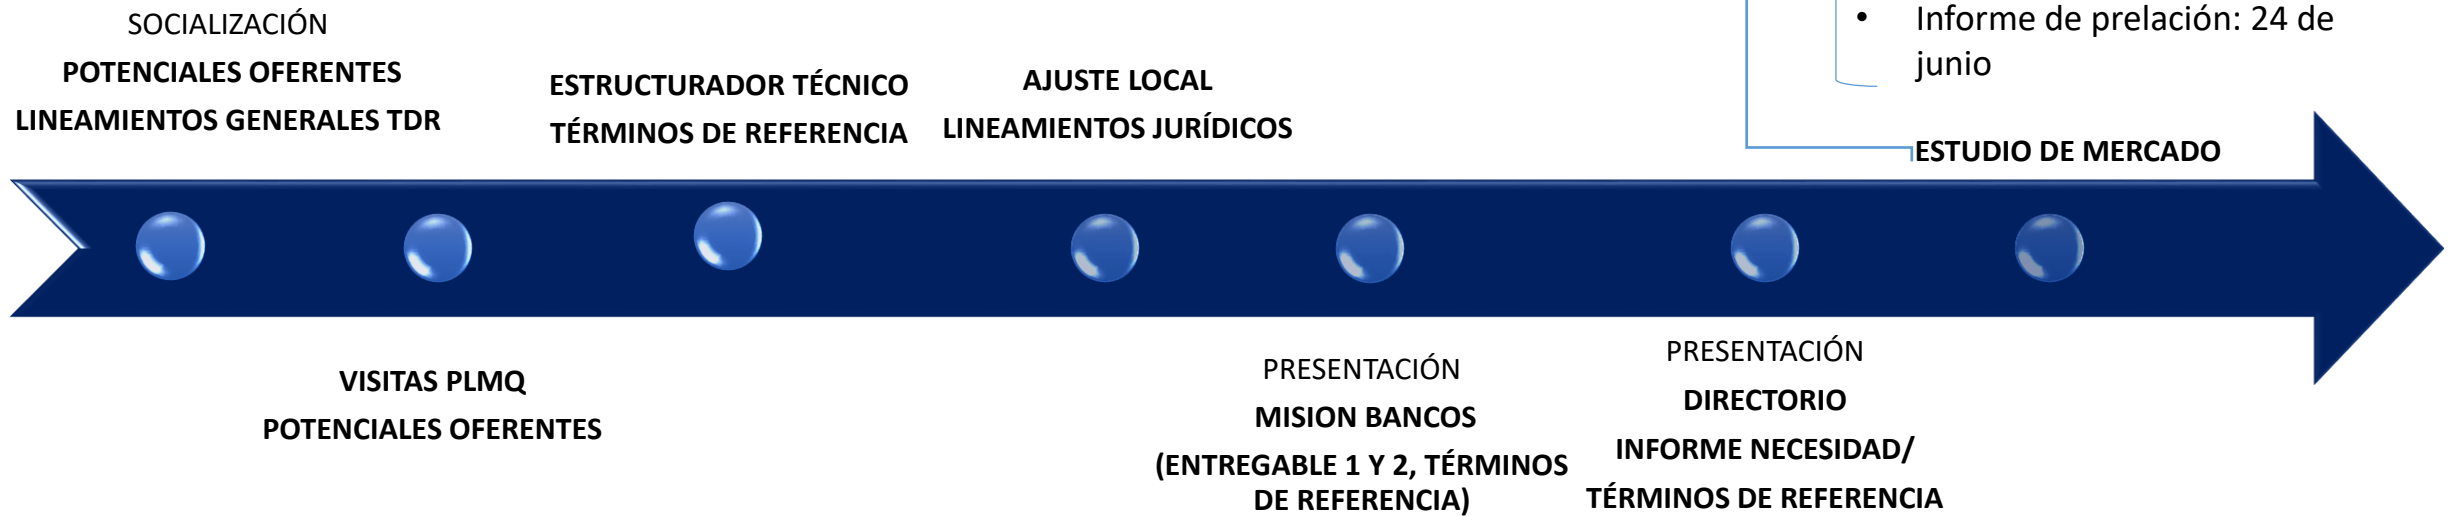 SOCIALIZACIÓN
POTENCIALES OFERENTES
LINEAMIENTOS GENERALES TDR
ESTRUCTURADOR TÉCNICO
TÉRMINOS DE REFERENCIA
AJUSTE LOCAL
LINEAMIENTOS JURÍDICOS
• Informe de prelación: 24 de
junio
ESTUDIO DE MERCADO
VISITAS PLMQ
POTENCIALES OFERENTES
PRESENTACIÓN
MISION BANCOS
(ENTREGABLE 1 Y 2, TÉRMINOS
DE REFERENCIA)
PRESENTACIÓN
DIRECTORIO
INFORME NECESIDAD/
TÉRMINOS DE REFERENCIA